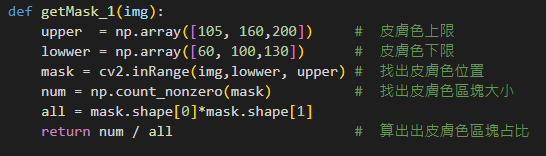 def getMask_1(img):
    upper  = np.array([105, 160,200])      #  皮膚色上限
    lowwer = np.array([60, 100,130])       #  皮膚色下限
    mask = cv2.inRange(img,lowwer, upper) #  找出皮膚色位置
    num = np.count_nonzero(mask)           #  找出皮膚色區塊大小
    all = mask.shape[0]*mask.shape[1]
    return num / all                       #  算出出皮膚色區塊占比